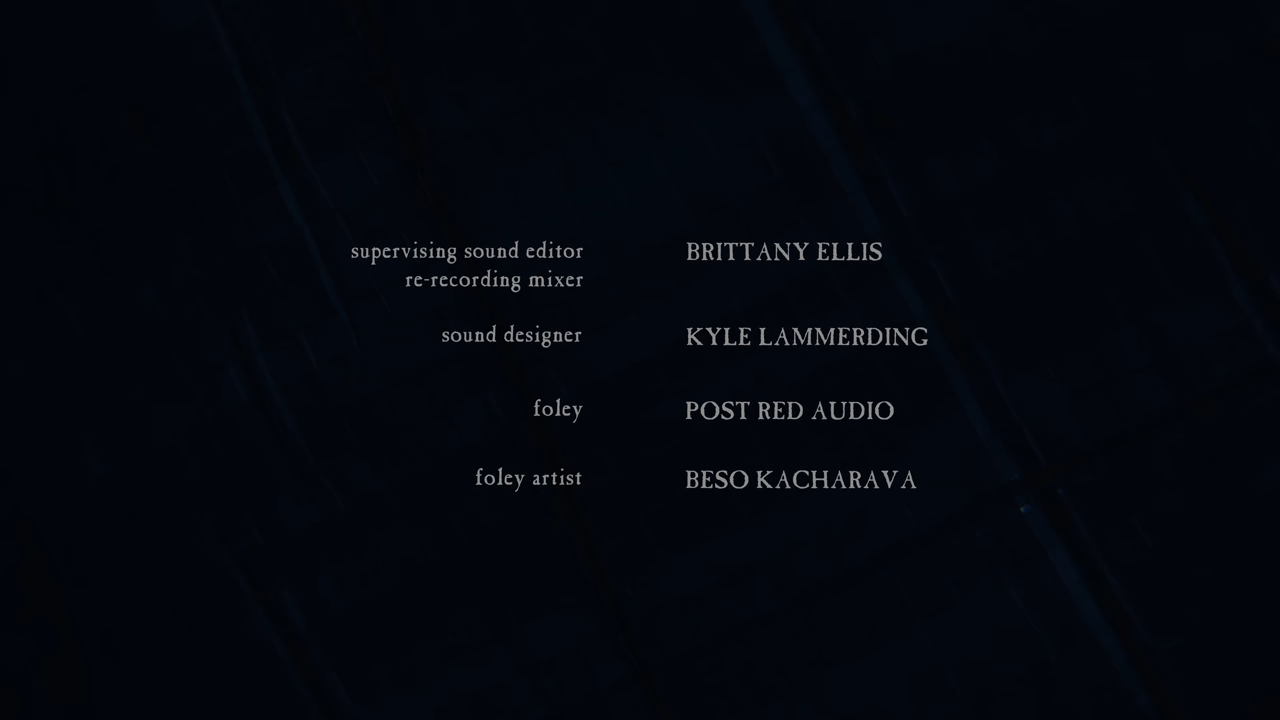 supervising sound editor BRITTANY ELLIS
re-recording mixer
sound designer KYLE LAMMERDING
foley POST RED AUDIO
foley artist BESO KACHARAVA